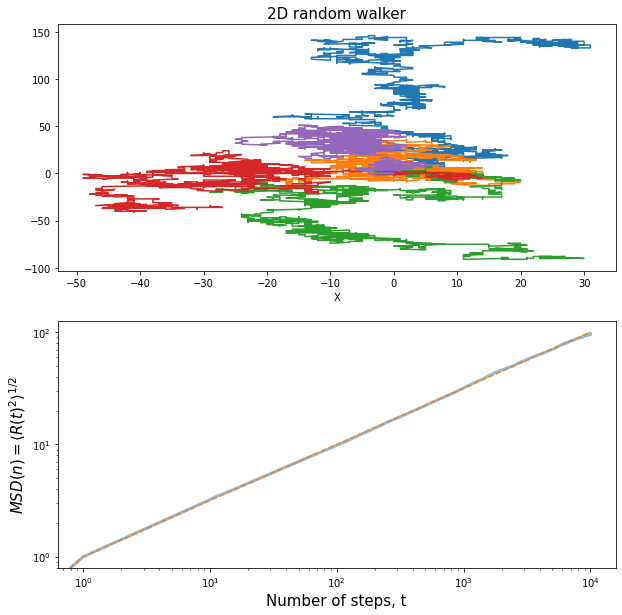 2D random walker
150
100
50
0
−50
−100
−50 −40 −30 −20 −10 0 10 20 30
X
10²
10¹
10⁰
MSD(n) = ⟨R(t)²⟩^{1/2}
10⁰ 10¹ 10² 10³ 10⁴
Number of steps, t